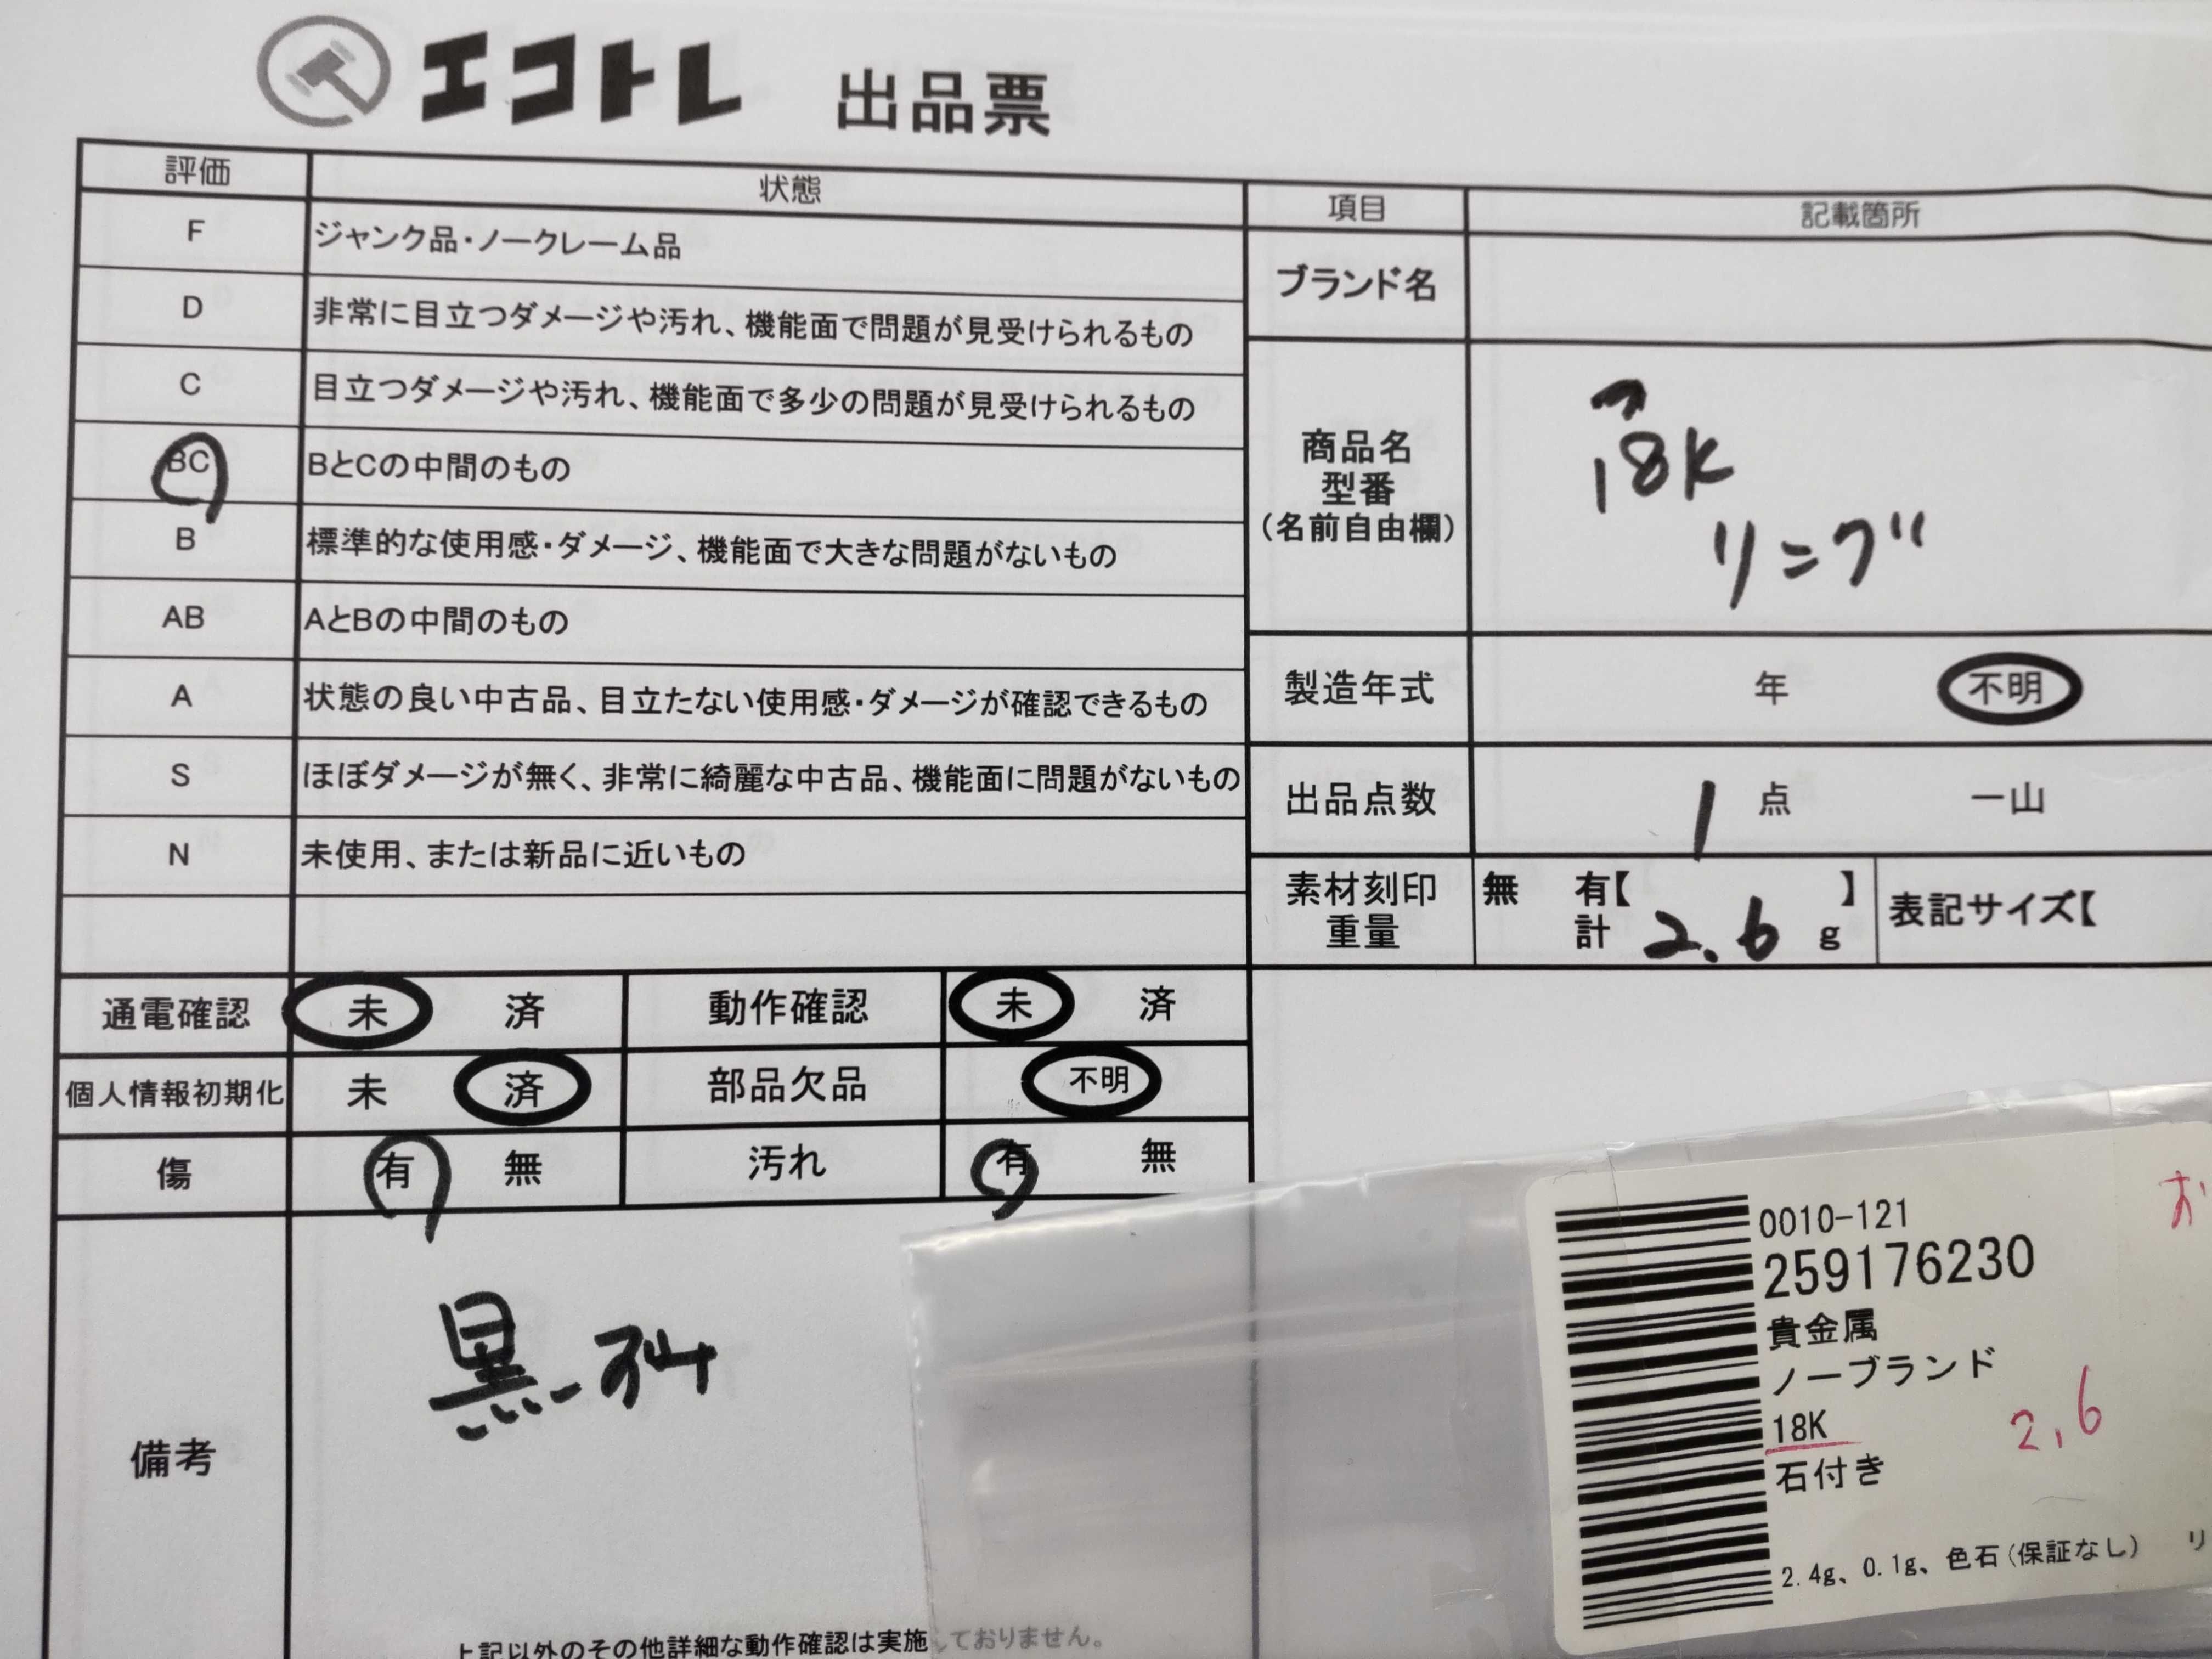 エコトレ 出品票
評価 状態 項目 記載箇所
F ジャンク品・ノークレーム品
D 非常に目立つダメージや汚れ、機能面で問題が見受けられるもの
C 目立つダメージや汚れ、機能面で多少の問題が見受けられるもの
BC BとCの中間のもの
B 標準的な使用感・ダメージ、機能面で大きな問題がないもの
AB AとBの中間のもの
A 状態の良い中古品、目立たない使用感・ダメージが確認できるもの
S ほぼダメージが無く、非常に綺麗な中古品、機能面に問題がないもの
N 未使用、または新品に近いもの
ブランド名
商品名
型番
(名前自由欄)
18K
リング
製造年式 年 不明
出品点数 1 点 一山
素材刻印 無 有【 】
重量 計 2.6 g
表記サイズ【
通電確認 未 済 動作確認 未 済
個人情報初期化 未 済 部品欠品 不明
傷 有 無 汚れ 有 無
備考
上記以外のその他詳細な動作確認は実施しておりません。
0010-121
259176230
貴金属
ノーブランド
18K
2.6
石付き
2.4g、0.1g、色石(保証なし) リ